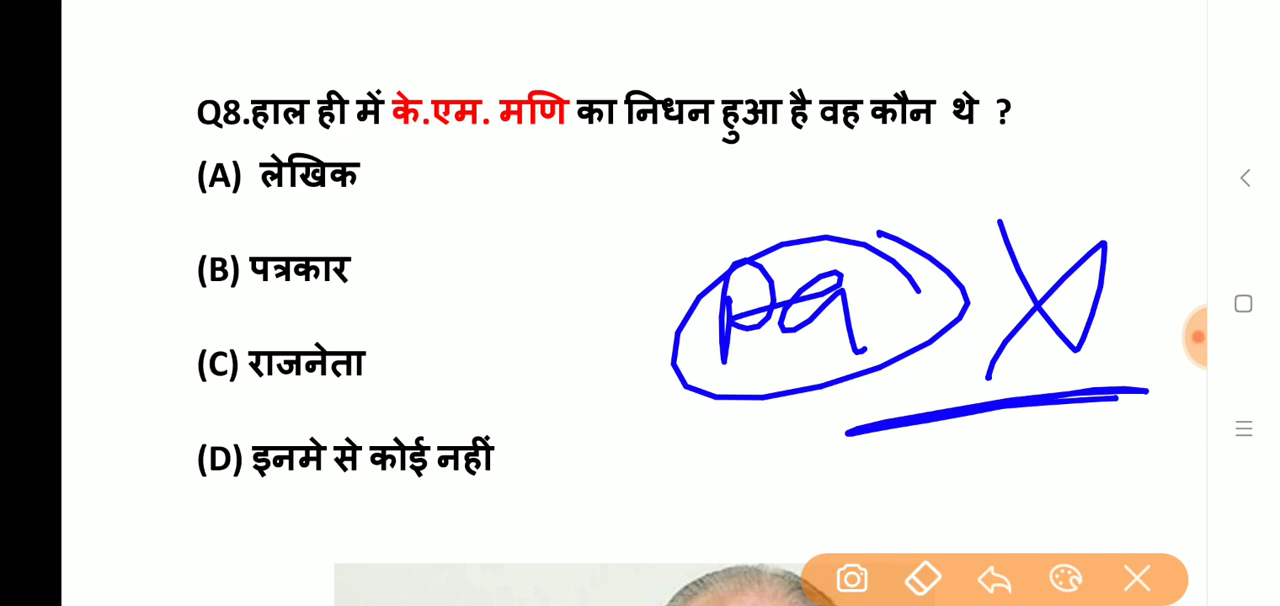 Q8.हाल ही में के.एम. मणि का निधन हुआ है वह कौन थे ?
(A) लेखिक
(B) पत्रकार
(C) राजनेता
(D) इनमे से कोई नहीं